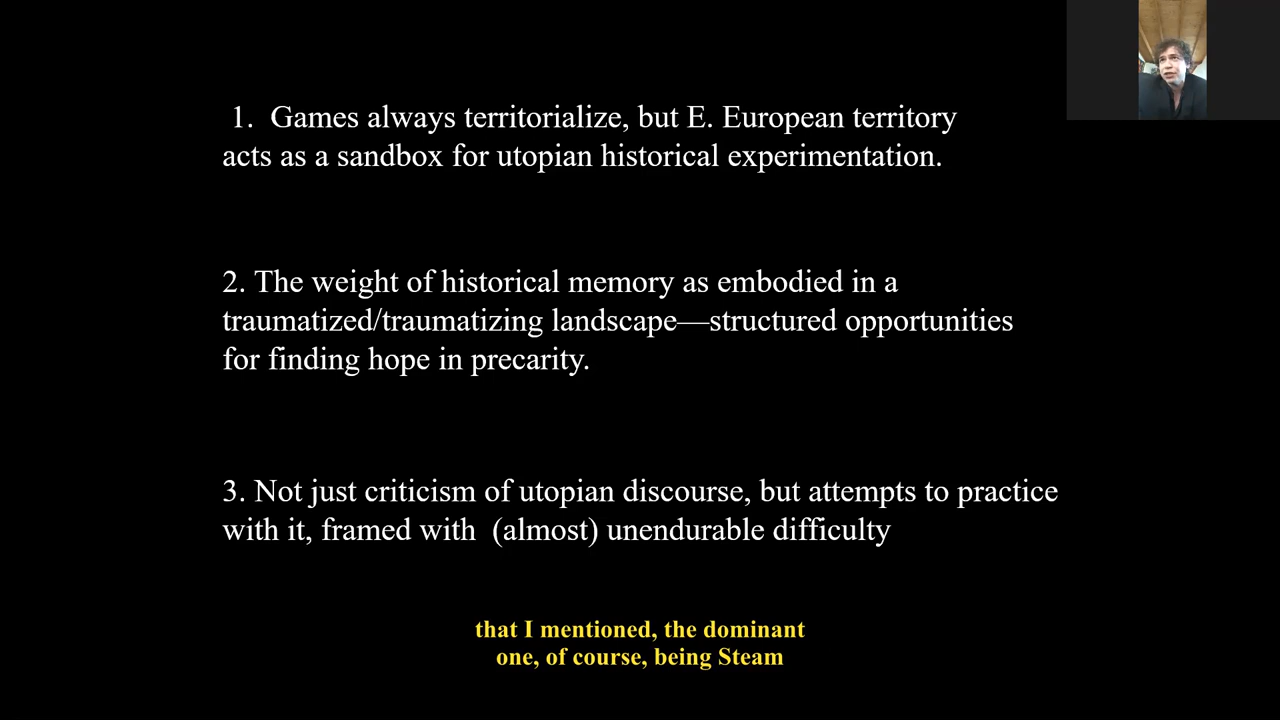 1. Games always territorialize, but E. European territory
acts as a sandbox for utopian historical experimentation.
2. The weight of historical memory as embodied in a
traumatized/traumatizing landscape—structured opportunities
for finding hope in precarity.
3. Not just criticism of utopian discourse, but attempts to practice
with it, framed with (almost) unendurable difficulty
that I mentioned, the dominant
one, of course, being Steam